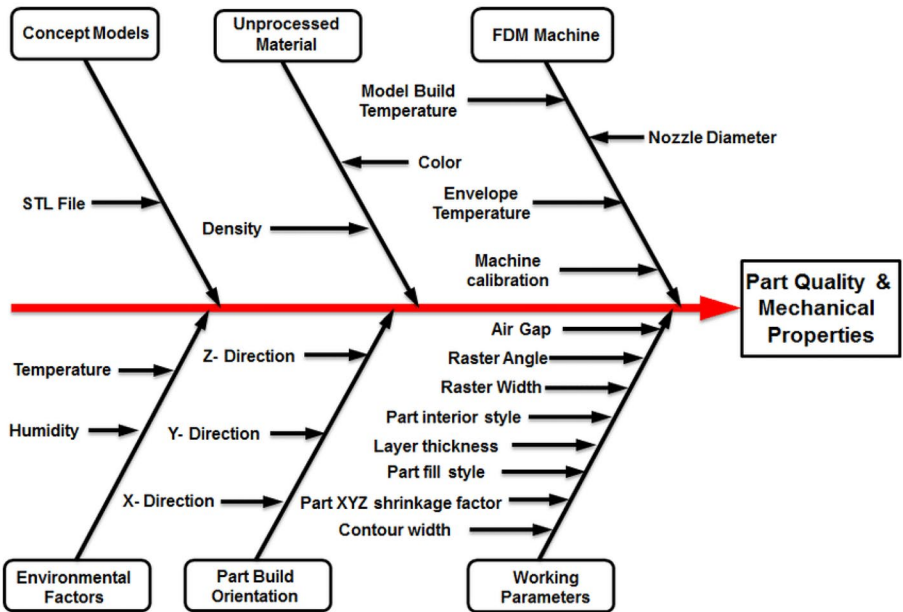 Concept Models
Unprocessed
Material
FDM Machine
Model Build
Temperature
Nozzle Diameter
Color
STL File
Envelope
Temperature
Density
Machine
calibration
Part Quality &
Mechanical
Properties
Air Gap
Z- Direction
Raster Angle
Temperature
Raster Width
Part interior style
Humidity
Y- Direction
Layer thickness
Part fill style
X- Direction
Part XYZ shrinkage factor
Contour width
Environmental
Factors
Part Build
Orientation
Working
Parameters